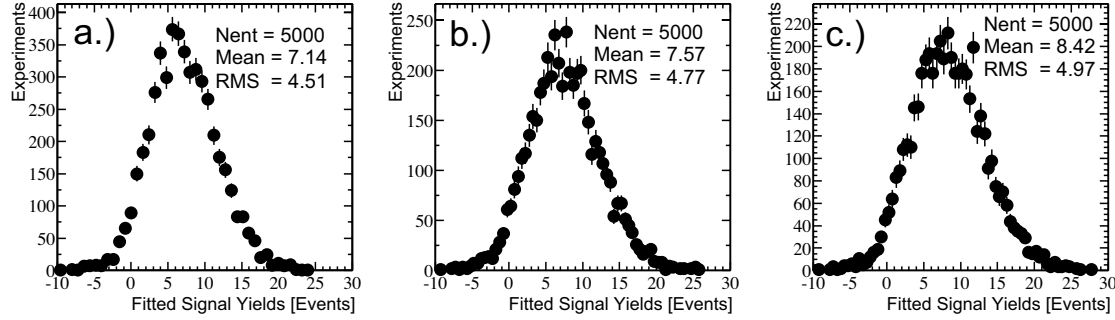 a.)
Nent = 5000
Mean = 7.14
RMS = 4.51
Experiments
400
350
300
250
200
150
100
50
0
-10 -5 0 5 10 15 20 25 30
Fitted Signal Yields [Events]
b.)
Nent = 5000
Mean = 7.57
RMS = 4.77
Experiments
250
200
150
100
50
0
-10 -5 0 5 10 15 20 25 30
Fitted Signal Yields [Events]
c.)
Nent = 5000
Mean = 8.42
RMS = 4.97
Experiments
220
200
180
160
140
120
100
80
60
40
20
0
-10 -5 0 5 10 15 20 25 30
Fitted Signal Yields [Events]